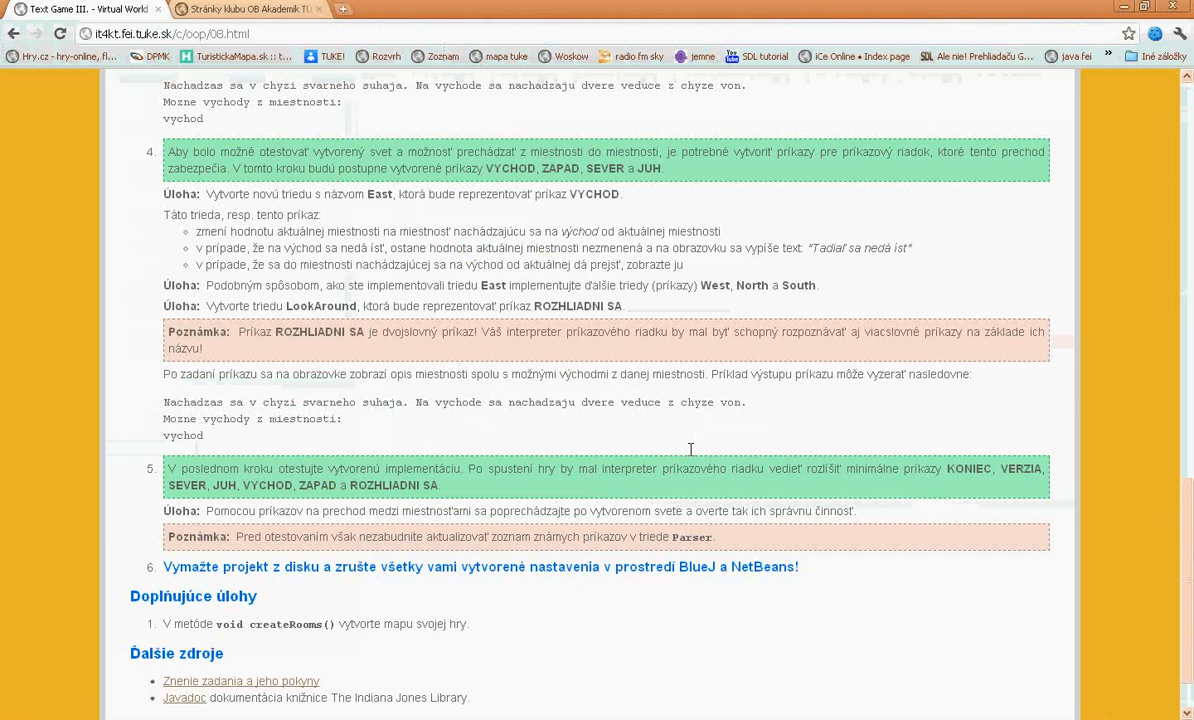 Text Game III. - Virtual World
Stránky klubu OB Akademik TU
it4kt.fei.tuke.sk/c/oop/08.html
Hry.cz - hry-online, fl...
DPMK
TuristickaMapa.sk :: t...
TUKE!
Rozvrh
Zoznam
mapa tuke
Woskow
radio fm sky
jemne
SDL tutorial
iCe Online • Index page
Ale nie! Prehliadaču G...
java fei
»
Iné záložky
Nachadzas sa v chyzi svarneho suhaja. Na vychode sa nachadzaju dvere veduce z chyze von.
Mozne vychody z miestnosti:
vychod
4. Aby bolo možné otestovať vytvorený svet a možnosť prechádzať z miestnosti do miestnosti, je potrebné vytvoriť príkazy pre príkazový riadok, ktoré tento prechod
zabezpečia. V tomto kroku budú postupne vytvorené príkazy VYCHOD, ZAPAD, SEVER a JUH.
Úloha: Vytvorte novú triedu s názvom East, ktorá bude reprezentovať príkaz VYCHOD.
Táto trieda, resp. tento príkaz:
zmení hodnotu aktuálnej miestnosti na miestnosť nachádzajúcu sa na východ od aktuálnej miestnosti
v prípade, že na východ sa nedá ísť, ostane hodnota aktuálnej miestnosti nezmenená a na obrazovku sa vypíše text: "Tadiaľ sa nedá ísť"
v prípade, že sa do miestnosti nachádzajúcej sa na východ od aktuálnej dá prejsť, zobrazte ju
Úloha: Podobným spôsobom, ako ste implementovali triedu East implementujte ďalšie triedy (príkazy) West, North a South.
Úloha: Vytvorte triedu LookAround, ktorá bude reprezentovať príkaz ROZHLIADNI SA.
Poznámka: Príkaz ROZHLIADNI SA je dvojslovný príkaz! Váš interpreter príkazového riadku by mal byť schopný rozpoznávať aj viacslovné príkazy na základe ich
názvu!
Po zadaní príkazu sa na obrazovke zobrazí opis miestnosti spolu s možnými východmi z danej miestnosti. Príklad výstupu príkazu môže vyzerať nasledovne:
Nachadzas sa v chyzi svarneho suhaja. Na vychode sa nachadzaju dvere veduce z chyze von.
Mozne vychody z miestnosti:
vychod
5. V poslednom kroku otestujte vytvorenú implementáciu. Po spustení hry by mal interpreter príkazového riadku vedieť rozlíšiť minimálne príkazy KONIEC, VERZIA,
SEVER, JUH, VYCHOD, ZAPAD a ROZHLIADNI SA.
Úloha: Pomocou príkazov na prechod medzi miestnosťami sa poprechádzajte po vytvorenom svete a overte tak ich správnu činnosť.
Poznámka: Pred otestovaním však nezabudnite aktualizovať zoznam známych príkazov v triede Parser.
6. Vymažte projekt z disku a zrušte všetky vami vytvorené nastavenia v prostredí BlueJ a NetBeans!
Doplňujúce úlohy
1. V metóde void createRooms() vytvorte mapu svojej hry.
Ďalšie zdroje
Znenie zadania a jeho pokyny
Javadoc dokumentácia knižnice The Indiana Jones Library.